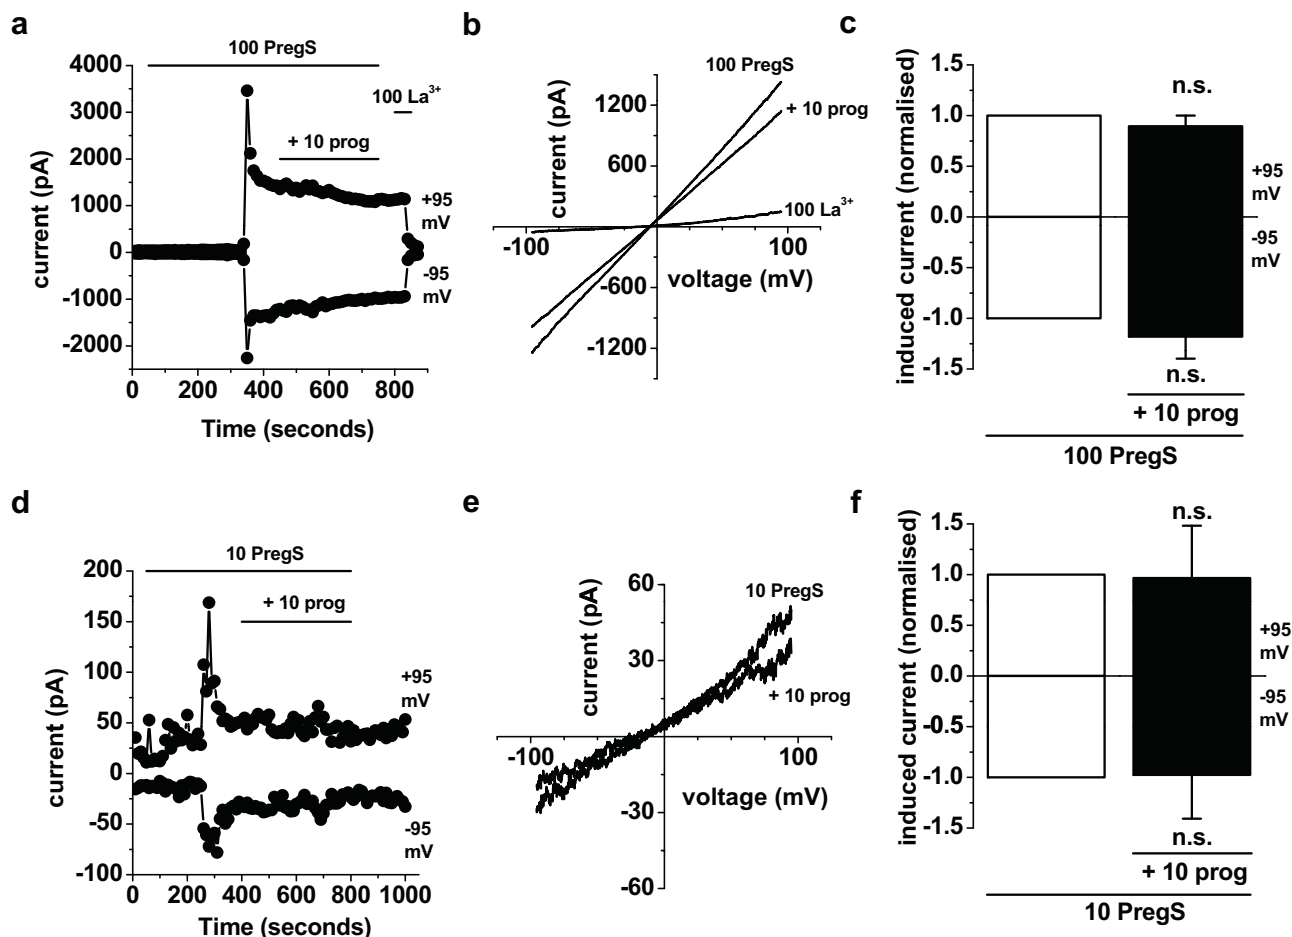 a
100 PregS
4000
3000
2000
1000
0
-1000
-2000
100 La³⁺
+ 10 prog
+95
mV
-95
mV
current (pA)
0 200 400 600 800
Time (seconds)
b
current (pA)
1200
600
-600
-1200
100 PregS
+ 10 prog
100 La³⁺
-100 100
voltage (mV)
c
induced current (normalised)
1.5
1.0
0.5
0.0
-0.5
-1.0
-1.5
n.s.
+95
mV
-95
mV
n.s.
+ 10 prog
100 PregS
d
10 PregS
200
150
100
50
0
-50
-100
+ 10 prog
+95
mV
-95
mV
current (pA)
0 200 400 600 800 1000
Time (seconds)
e
current (pA)
60
30
-30
-60
10 PregS
+ 10 prog
-100 100
voltage (mV)
f
induced current (normalised)
1.5
1.0
0.5
0.0
-0.5
-1.0
-1.5
n.s.
+95
mV
-95
mV
n.s.
+ 10 prog
10 PregS